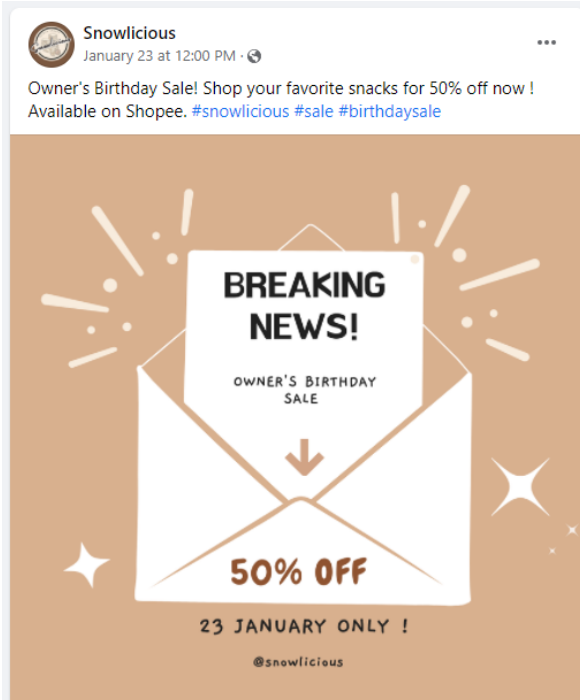 Snowlicious
January 23 at 12:00 PM ·
Owner's Birthday Sale! Shop your favorite snacks for 50% off now !
Available on Shopee. #snowlicious #sale #birthdaysale
BREAKING
NEWS!
OWNER'S BIRTHDAY
SALE
50% OFF
23 JANUARY ONLY !
@snowlicious